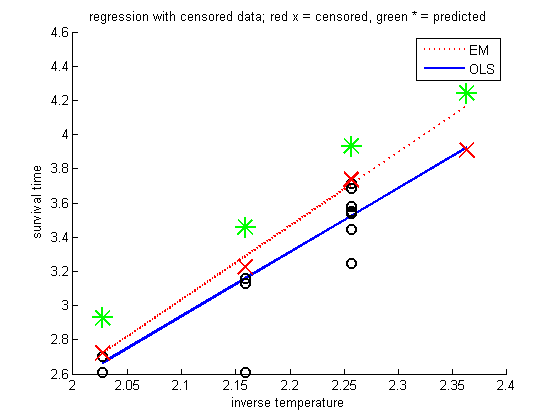 regression with censored data; red x = censored, green * = predicted
4.6
4.4
4.2
4
3.8
3.6
3.4
3.2
3
2.8
2.6
survival time
EM
OLS
2 2.05 2.1 2.15 2.2 2.25 2.3 2.35 2.4
inverse temperature